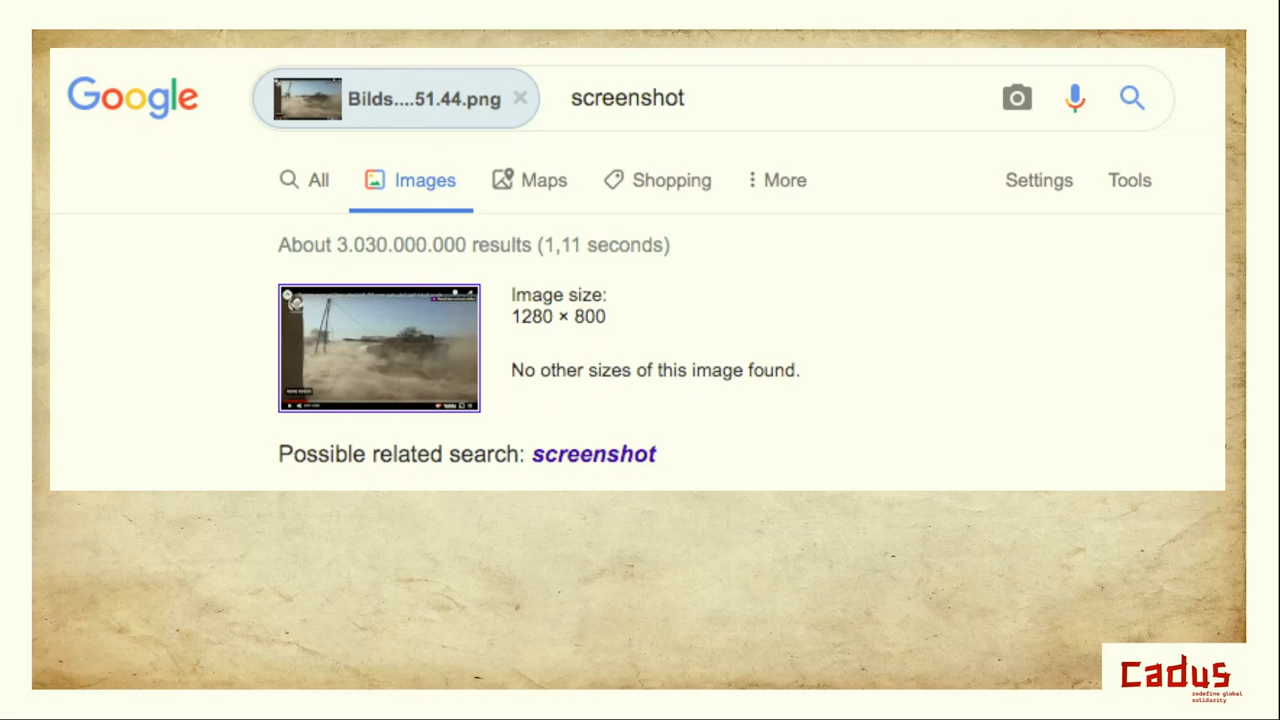 Google
Bilds....51.44.png × screenshot
All Images Maps Shopping More Settings Tools
About 3.030.000.000 results (1,11 seconds)
Image size:
1280 × 800
No other sizes of this image found.
Possible related search: screenshot
cadus
redefine global
solidarity